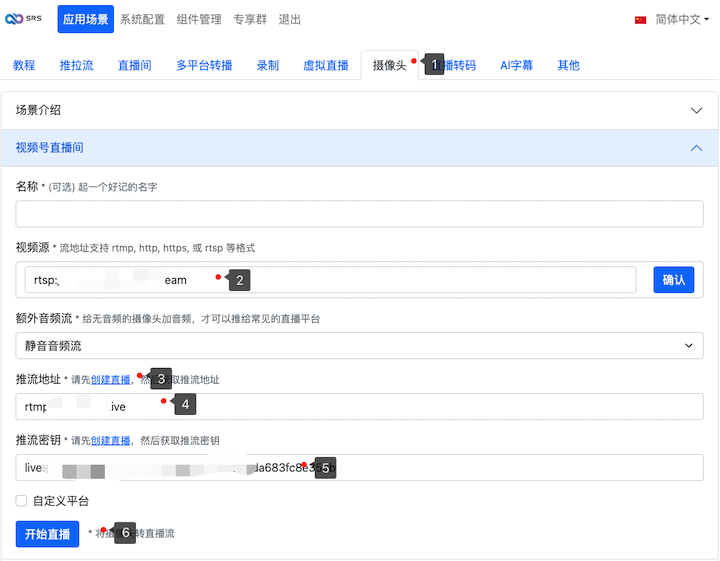 SRS 应用场景 系统配置 组件管理 专享群 退出 简体中文
教程 推拉流 直播间 多平台转播 录制 虚拟直播 摄像头 1 播转码 AI字幕 其他
场景介绍
视频号直播间
名称 * (可选) 起一个好记的名字
视频源 * 流地址支持 rtmp, http, https, 或 rtsp 等格式
rtsp:, eam 2 确认
额外音频流 * 给无音频的摄像头加音频，才可以推给常见的直播平台
静音音频流
推流地址 * 请先创建直播, 3 取推流地址
rtmp .ive 4
推流密钥 * 请先创建直播，然后获取推流密钥
live da683fc8e 5
自定义平台
开始直播 * 将摄 6 转直播流